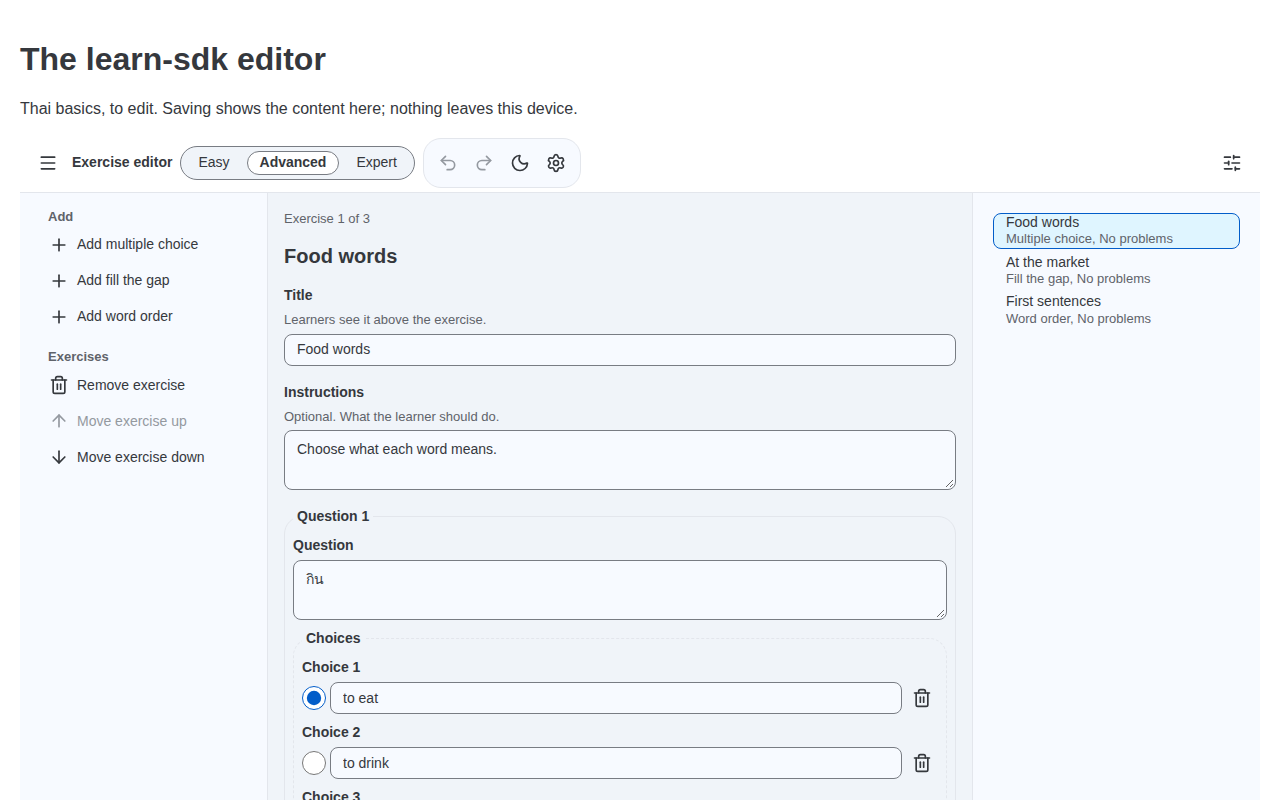 The learn-sdk editor
Thai basics, to edit. Saving shows the content here; nothing leaves this device.
Exercise editor
Easy
Advanced
Expert
Add
Add multiple choice
Add fill the gap
Add word order
Exercises
Remove exercise
Move exercise up
Move exercise down
Exercise 1 of 3
Food words
Title
Learners see it above the exercise.
Food words
Instructions
Optional. What the learner should do.
Choose what each word means.
Question 1
Question
กิน
Choices
Choice 1
to eat
Choice 2
to drink
Choice 3
Food words
Multiple choice, No problems
At the market
Fill the gap, No problems
First sentences
Word order, No problems